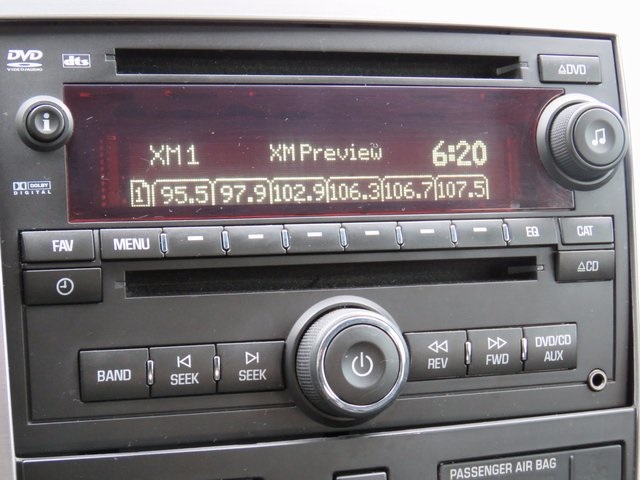 DVD
VIDEO/AUDIO
dts
DVD
i
XM1 XM Preview 6:20
1 95.5 97.9 102.9 106.3 106.7 107.5
DOLBY
DIGITAL
FAV MENU EQ CAT
CD
BAND SEEK SEEK REV FWD DVD/CD
AUX
PASSENGER AIR BAG